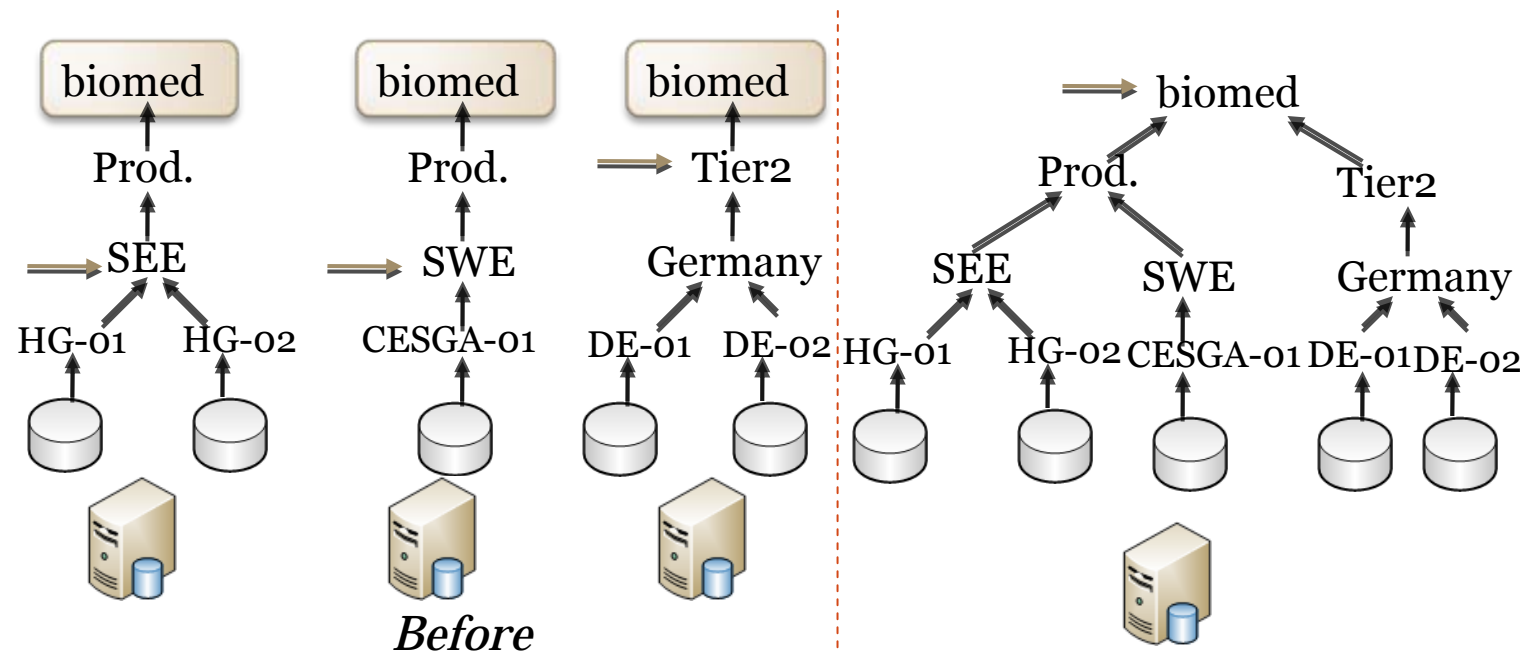 biomed biomed biomed
Prod. Prod. Tier2
SEE SWE Germany
HG-01 HG-02 CESGA-01 DE-01 DE-02
Before
biomed
Prod. Tier2
SEE SWE Germany
HG-01 HG-02 CESGA-01 DE-01 DE-02